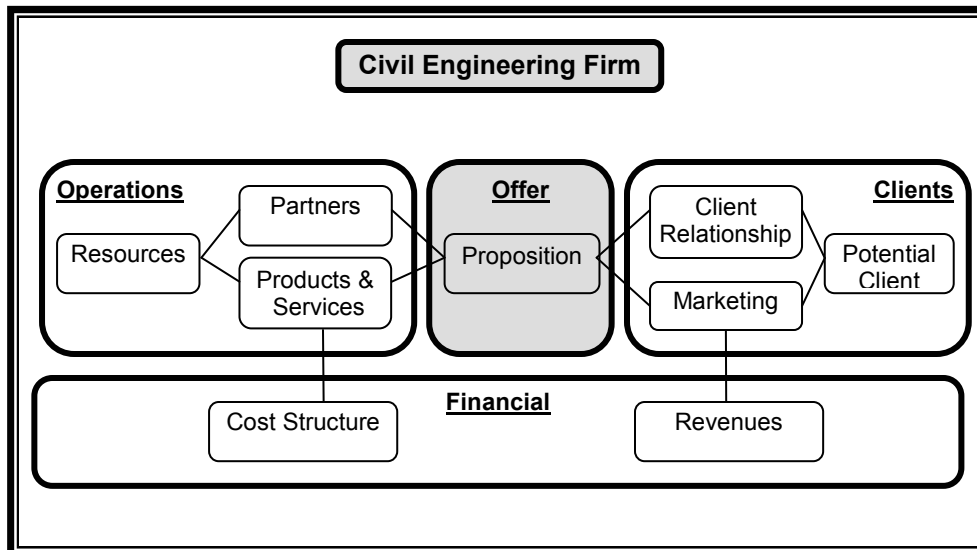 Civil Engineering Firm
Operations
Partners
Resources
Products &
Services
Offer
Proposition
Clients
Client
Relationship
Potential
Client
Marketing
Financial
Cost Structure
Revenues